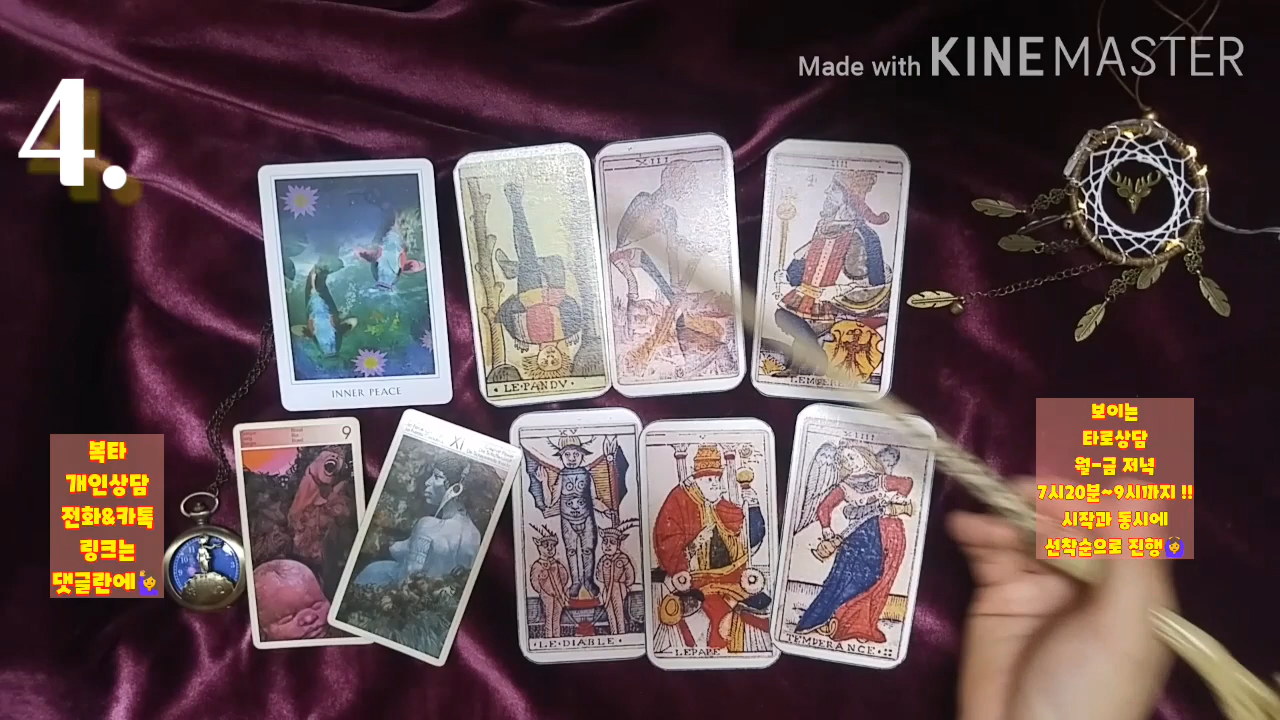 Made with KINEMASTER
4.
XIII
IIII
INNER PEACE
LE·PANDV·
9
XI
XV
·LE·DIABLE·
LEPAPE
TEMPERANCE
복타
개인상담
전화&카톡
링크는
댓글란에🙋‍♀️
보이는
타로상담
월-금 저녁
7시20분~9시까지 !!
시작과 동시에
선착순으로 진행🙆‍♀️